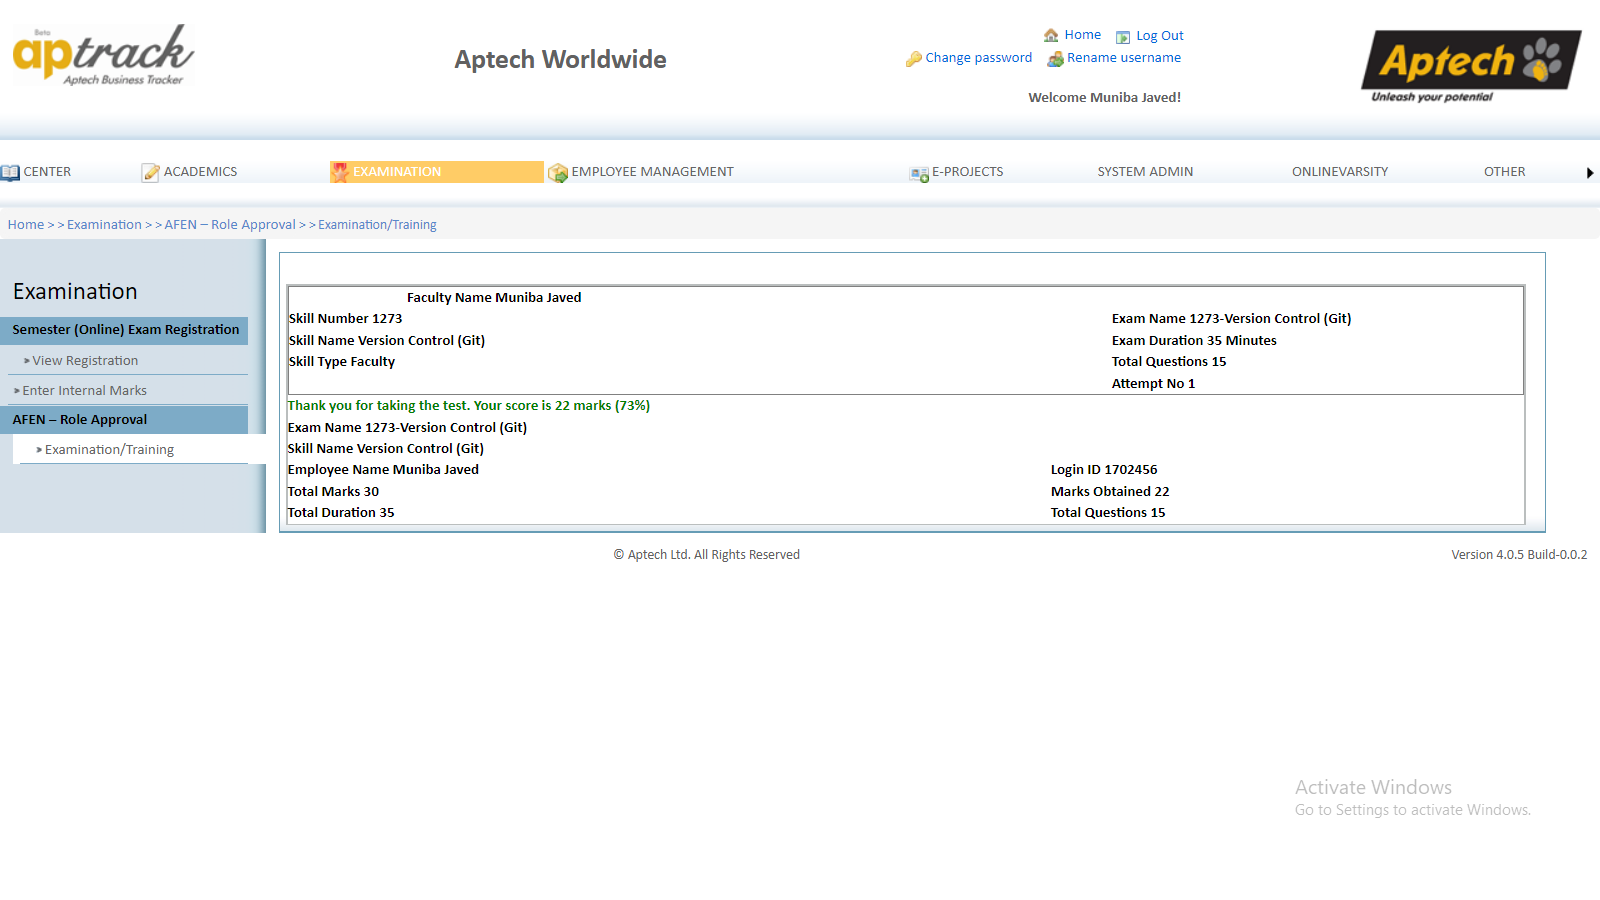 Beta
aptrack
Aptech Business Tracker
Aptech Worldwide
Home Log Out
Change password Rename username
Welcome Muniba Javed!
Aptech
Unleash your potential
CENTER ACADEMICS EXAMINATION EMPLOYEE MANAGEMENT E-PROJECTS SYSTEM ADMIN ONLINEVARSITY OTHER
Home >> Examination >> AFEN – Role Approval >> Examination/Training
Examination
Semester (Online) Exam Registration
» View Registration
» Enter Internal Marks
AFEN – Role Approval
» Examination/Training
Faculty Name Muniba Javed
Skill Number 1273 Exam Name 1273-Version Control (Git)
Skill Name Version Control (Git) Exam Duration 35 Minutes
Skill Type Faculty Total Questions 15
Attempt No 1
Thank you for taking the test. Your score is 22 marks (73%)
Exam Name 1273-Version Control (Git)
Skill Name Version Control (Git)
Employee Name Muniba Javed Login ID 1702456
Total Marks 30 Marks Obtained 22
Total Duration 35 Total Questions 15
© Aptech Ltd. All Rights Reserved Version 4.0.5 Build-0.0.2
Activate Windows
Go to Settings to activate Windows.